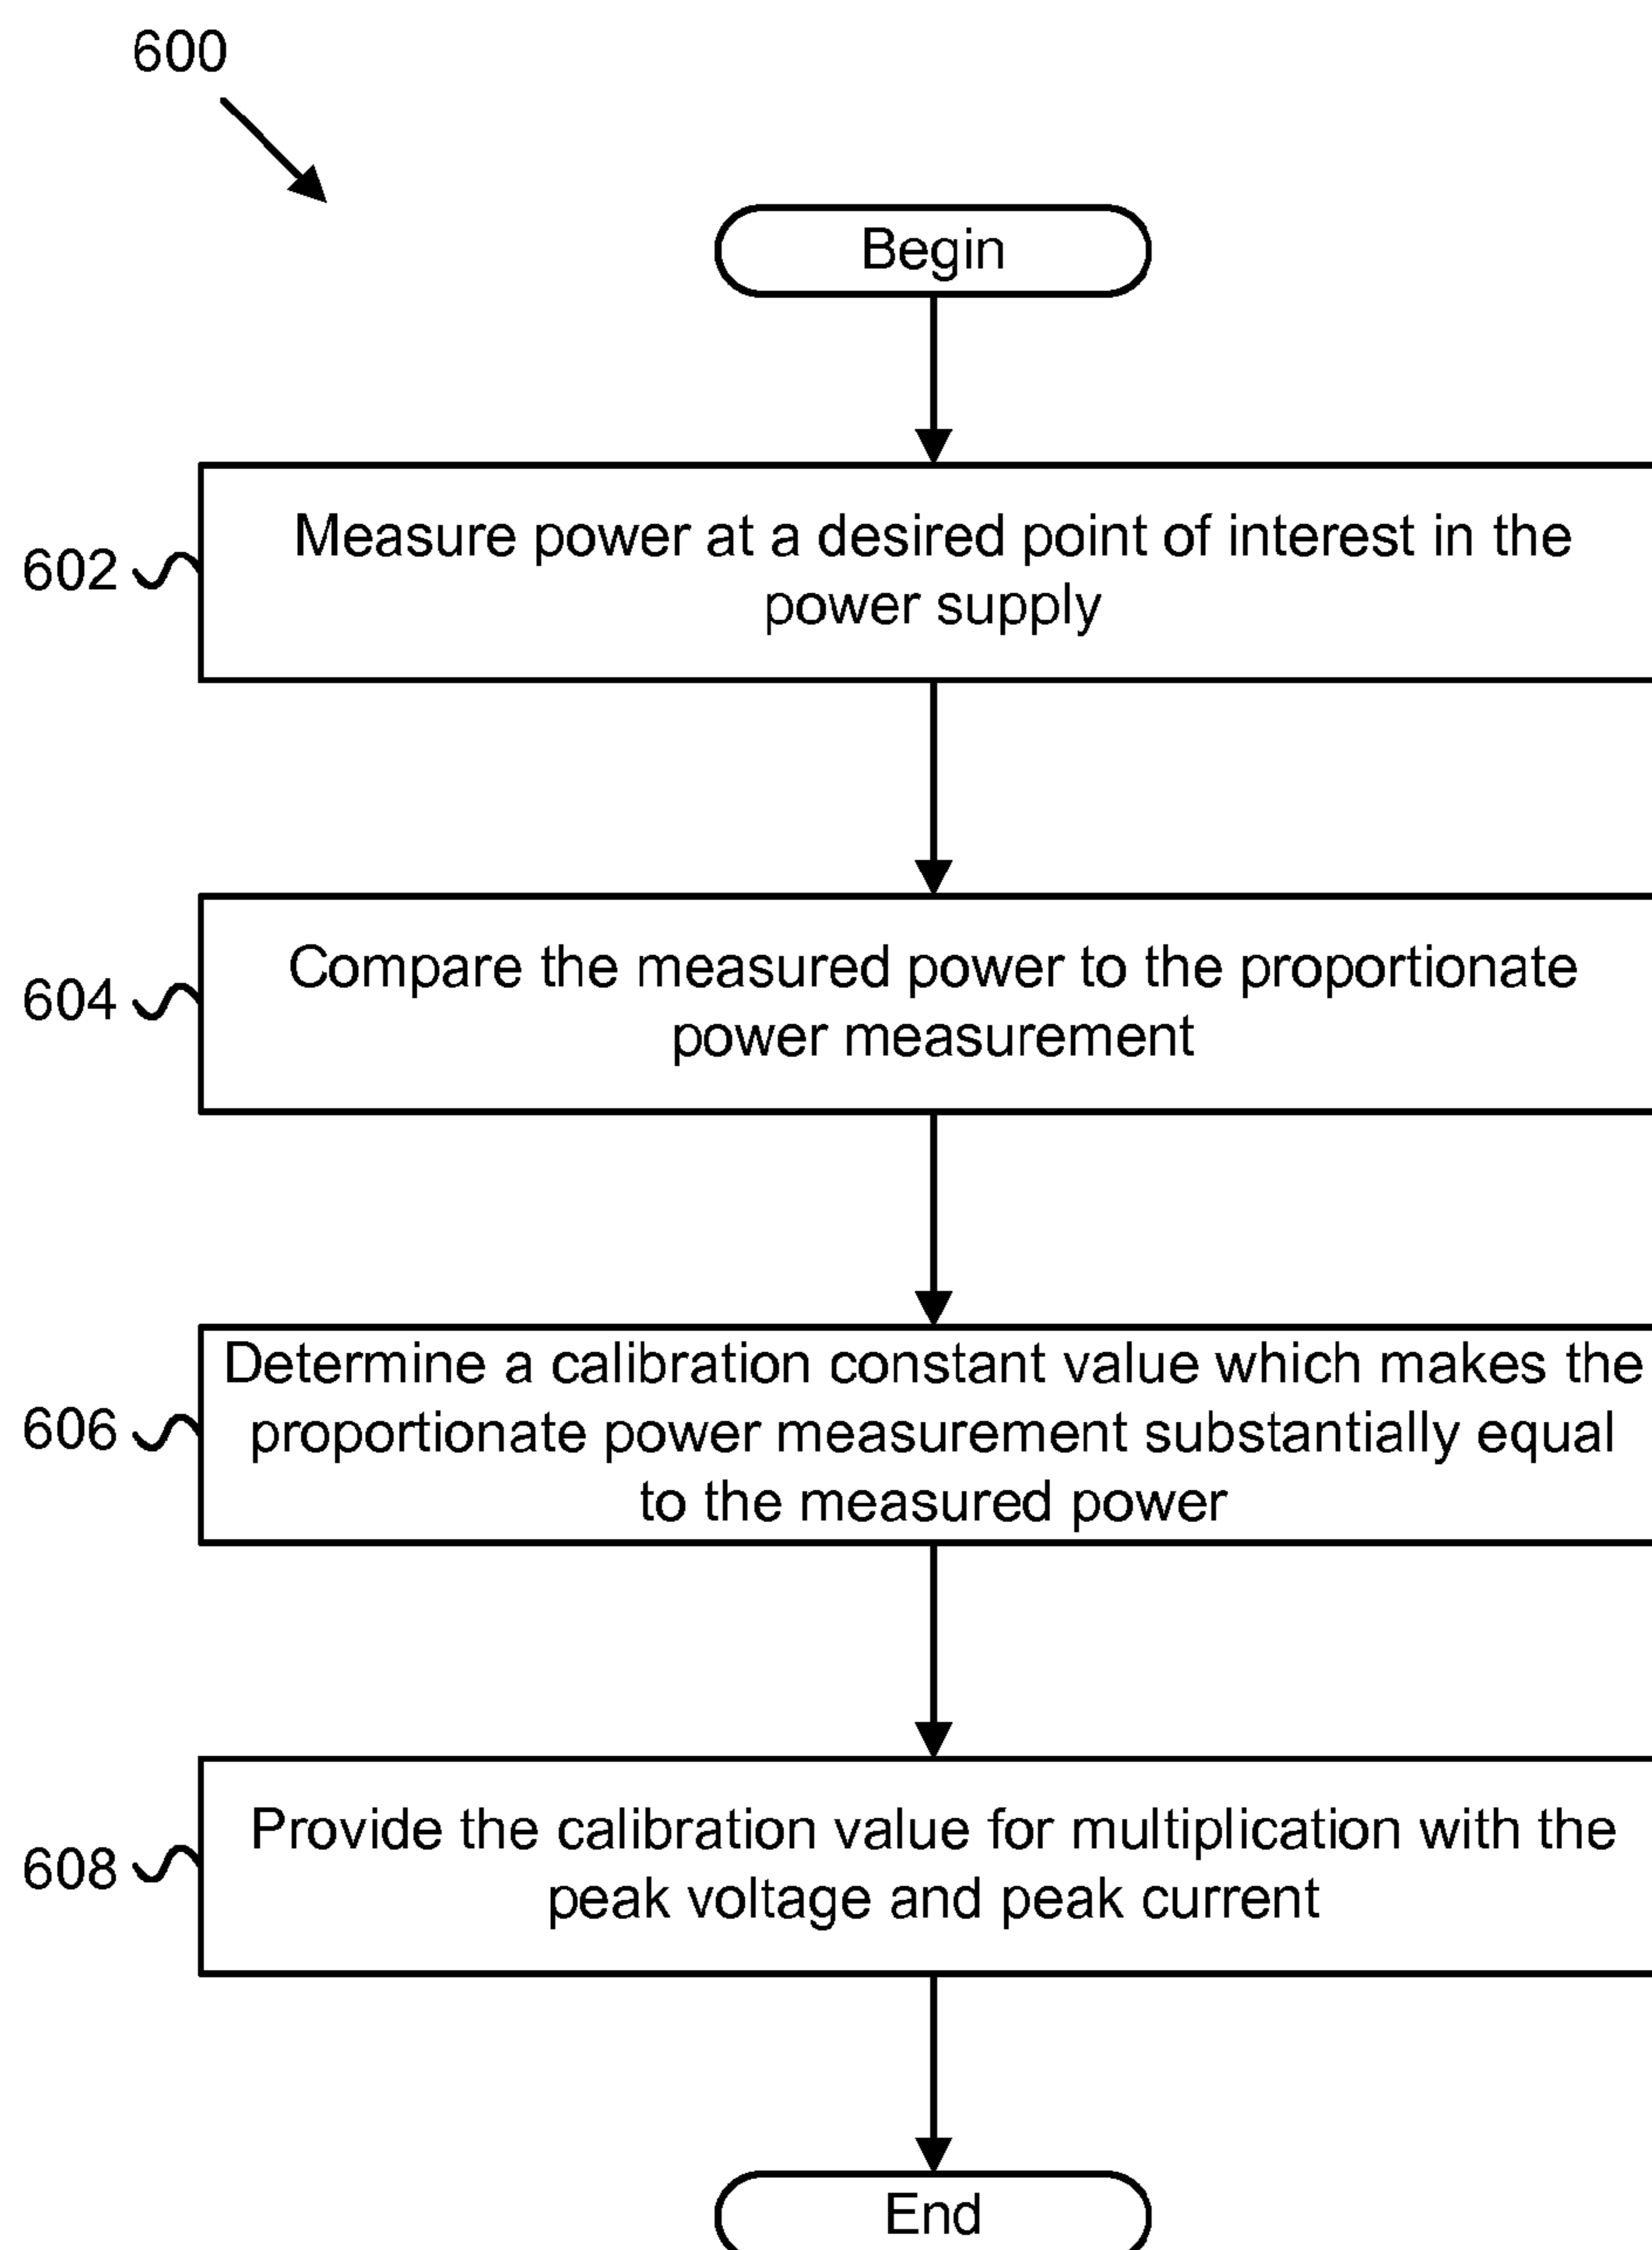 600
Begin
602
Measure power at a desired point of interest in the
power supply
604
Compare the measured power to the proportionate
power measurement
606
Determine a calibration constant value which makes the
proportionate power measurement substantially equal
to the measured power
608
Provide the calibration value for multiplication with the
peak voltage and peak current
End